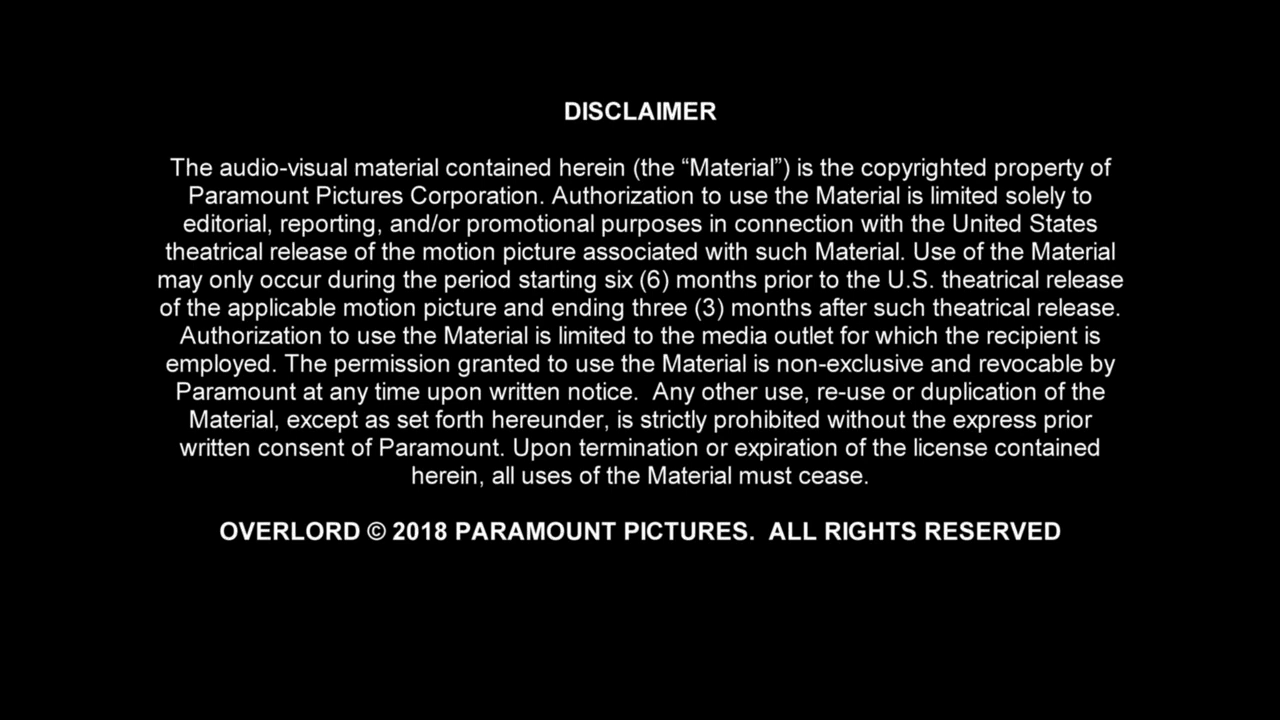 DISCLAIMER
The audio-visual material contained herein (the “Material”) is the copyrighted property of
Paramount Pictures Corporation. Authorization to use the Material is limited solely to
editorial, reporting, and/or promotional purposes in connection with the United States
theatrical release of the motion picture associated with such Material. Use of the Material
may only occur during the period starting six (6) months prior to the U.S. theatrical release
of the applicable motion picture and ending three (3) months after such theatrical release.
Authorization to use the Material is limited to the media outlet for which the recipient is
employed. The permission granted to use the Material is non-exclusive and revocable by
Paramount at any time upon written notice.  Any other use, re-use or duplication of the
Material, except as set forth hereunder, is strictly prohibited without the express prior
written consent of Paramount. Upon termination or expiration of the license contained
herein, all uses of the Material must cease.
OVERLORD © 2018 PARAMOUNT PICTURES.  ALL RIGHTS RESERVED